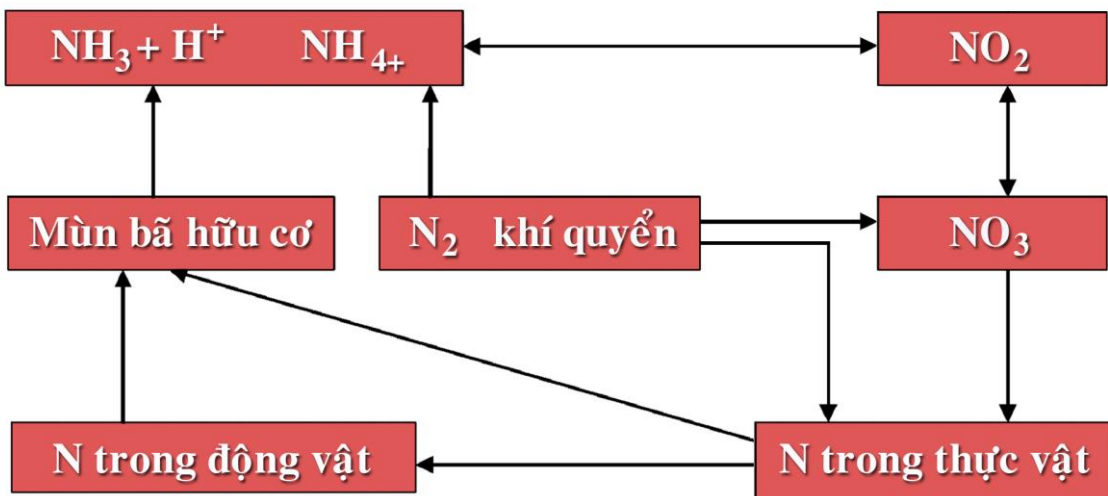 NH₃ + H⁺ NH₄₊
NO₂
Mùn bã hữu cơ
N₂ khí quyển
NO₃
N trong động vật
N trong thực vật